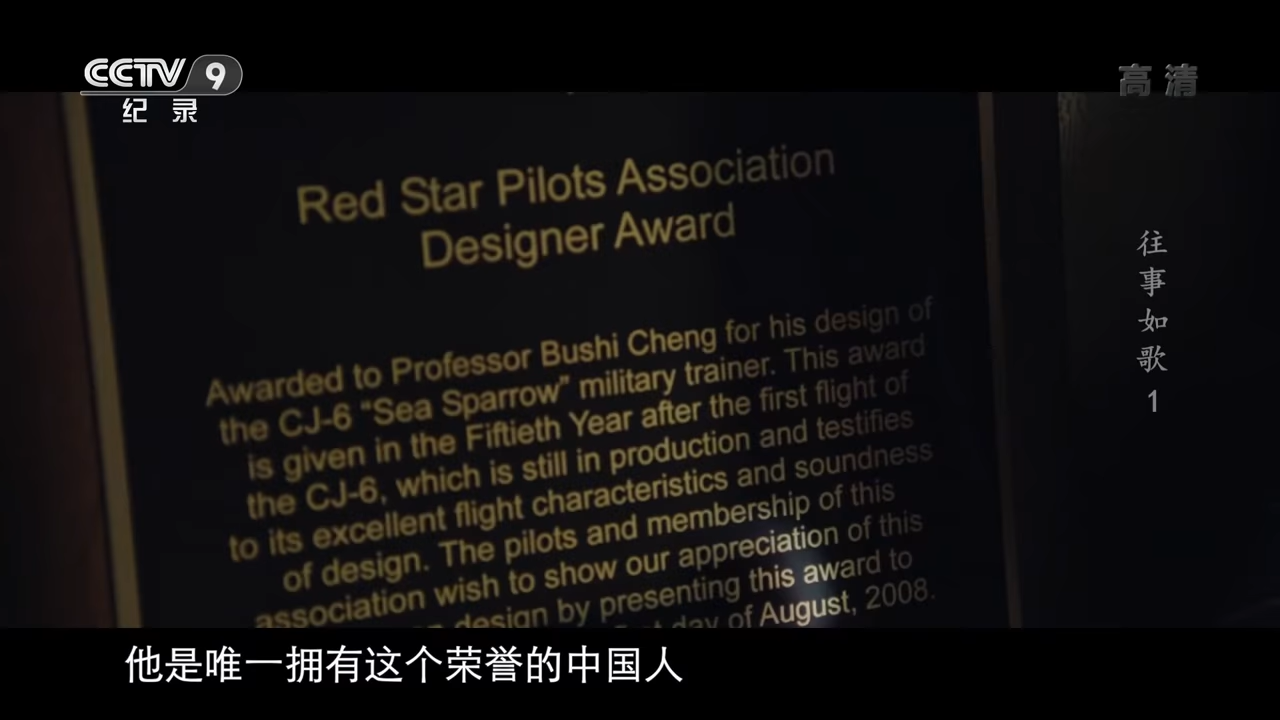 CCTV 9
纪录
高清
Red Star Pilots Association
Designer Award
Awarded to Professor Bushi Cheng for his design of
the CJ-6 “Sea Sparrow” military trainer. This award
is given in the Fiftieth Year after the first flight of
the CJ-6, which is still in production and testifies
to its excellent flight characteristics and soundness
of design. The pilots and membership of this
association wish to show our appreciation of this
design by presenting this award to
day of August, 2008.
往事如歌1
他是唯一拥有这个荣誉的中国人